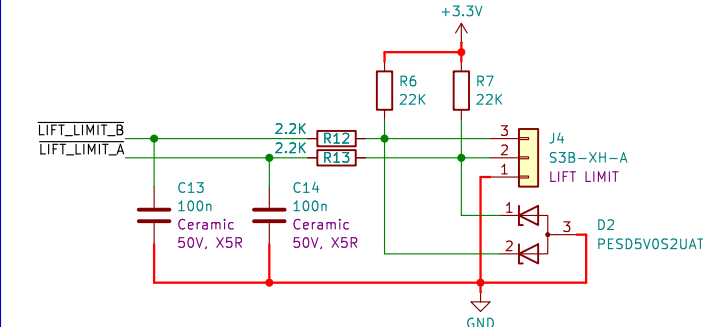 +3.3V
R6
22K
R7
22K
LIFT_LIMIT_B
2.2K
R12
3
J4
LIFT_LIMIT_A
2.2K
R13
2
S3B-XH-A
1
LIFT LIMIT
C13
100n
Ceramic
50V, X5R
C14
100n
Ceramic
50V, X5R
1
3
2
D2
PESD5V0S2UAT
GND